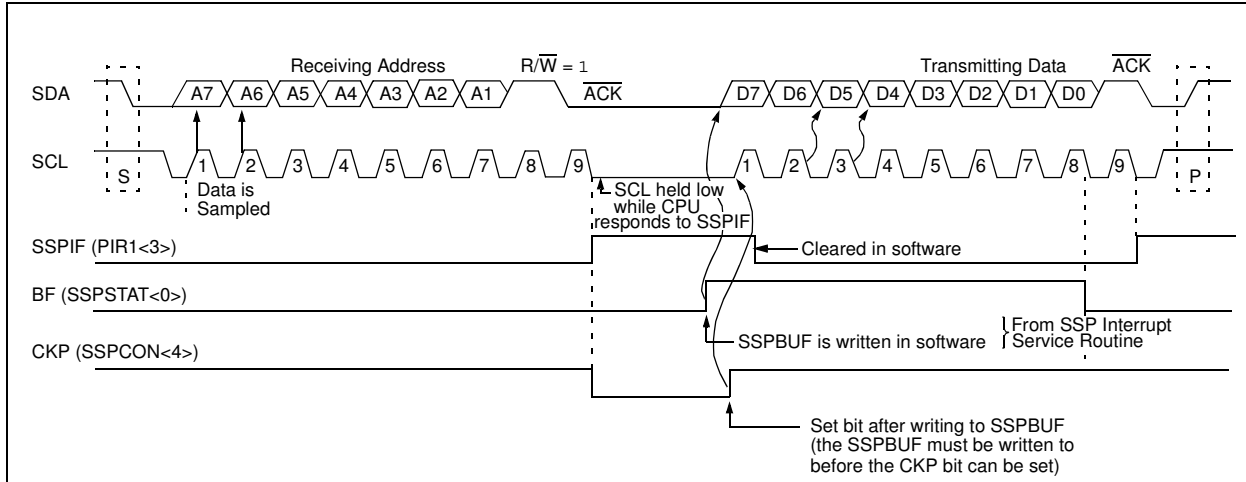 Receiving Address R/W = 1 Transmitting Data ACK
SDA A7 A6 A5 A4 A3 A2 A1 ACK D7 D6 D5 D4 D3 D2 D1 D0
SCL 1 2 3 4 5 6 7 8 9 1 2 3 4 5 6 7 8 9
S
P
Data is
Sampled
SCL held low
while CPU
responds to SSPIF
SSPIF (PIR1<3>)
Cleared in software
BF (SSPSTAT<0>)
SSPBUF is written in software
From SSP Interrupt
Service Routine
CKP (SSPCON<4>)
Set bit after writing to SSPBUF
(the SSPBUF must be written to
before the CKP bit can be set)